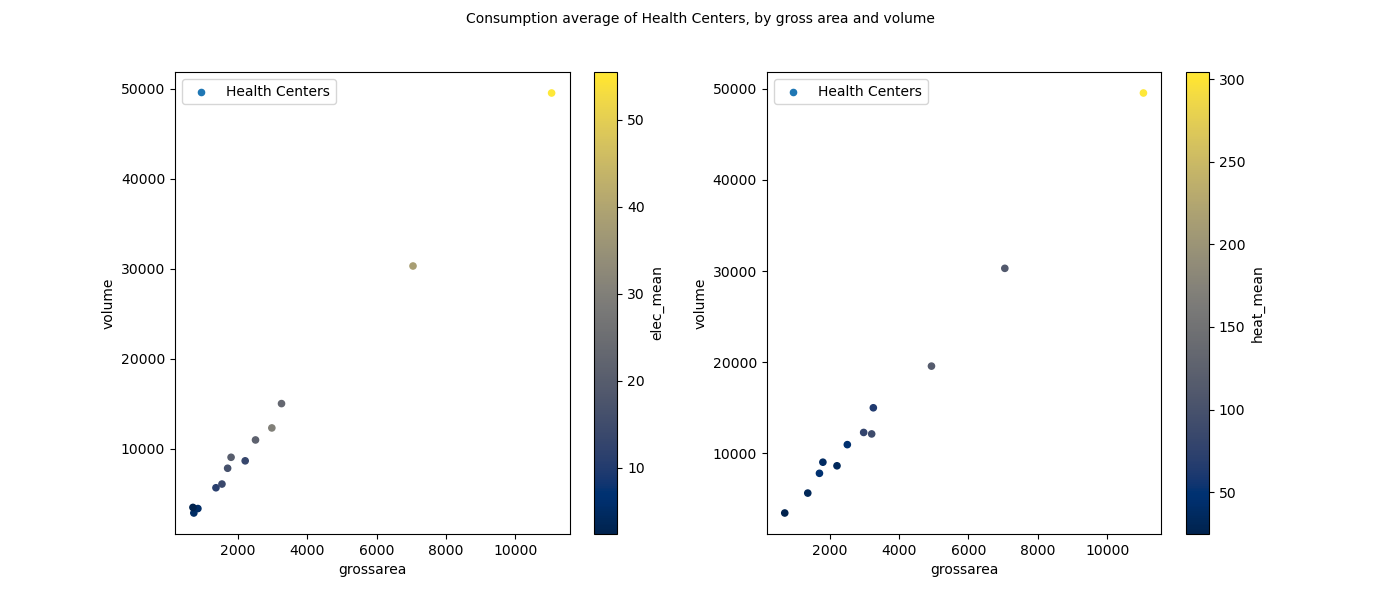 Consumption average of Health Centers, by gross area and volume
Health Centers
50000
40000
30000
20000
10000
volume
2000 4000 6000 8000 10000
grossarea
50
40
30
20
10
elec_mean
Health Centers
50000
40000
30000
20000
10000
volume
2000 4000 6000 8000 10000
grossarea
300
250
200
150
100
50
heat_mean